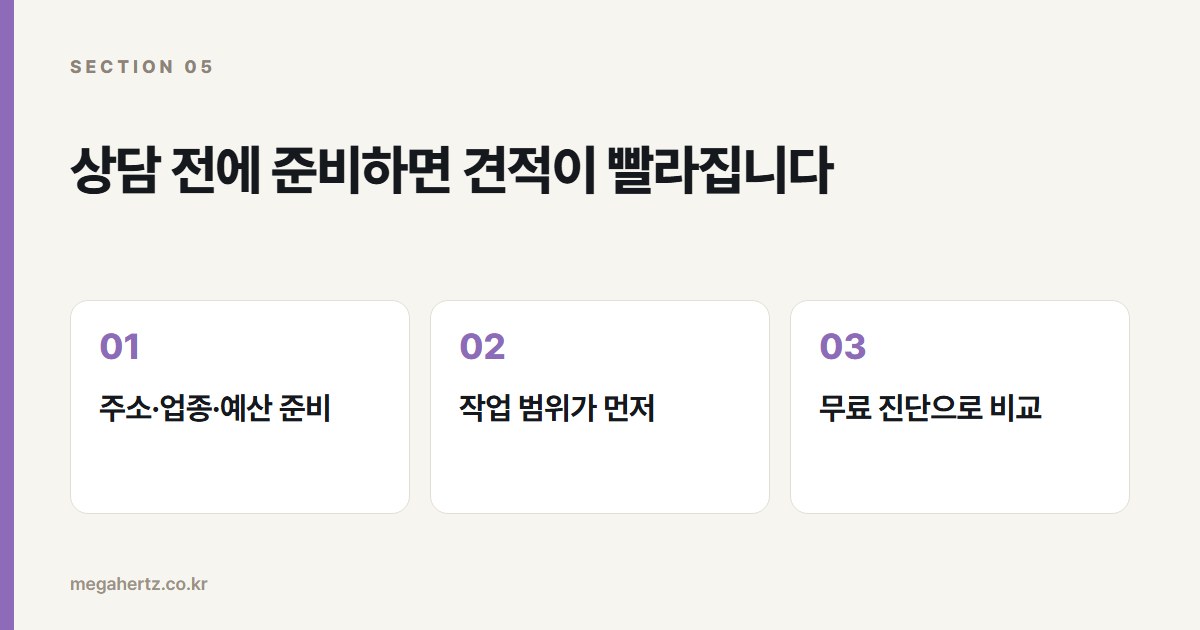 SECTION 05
상담 전에 준비하면 견적이 빨라집니다
01
주소·업종·예산 준비
02
작업 범위가 먼저
03
무료 진단으로 비교
megahertz.co.kr